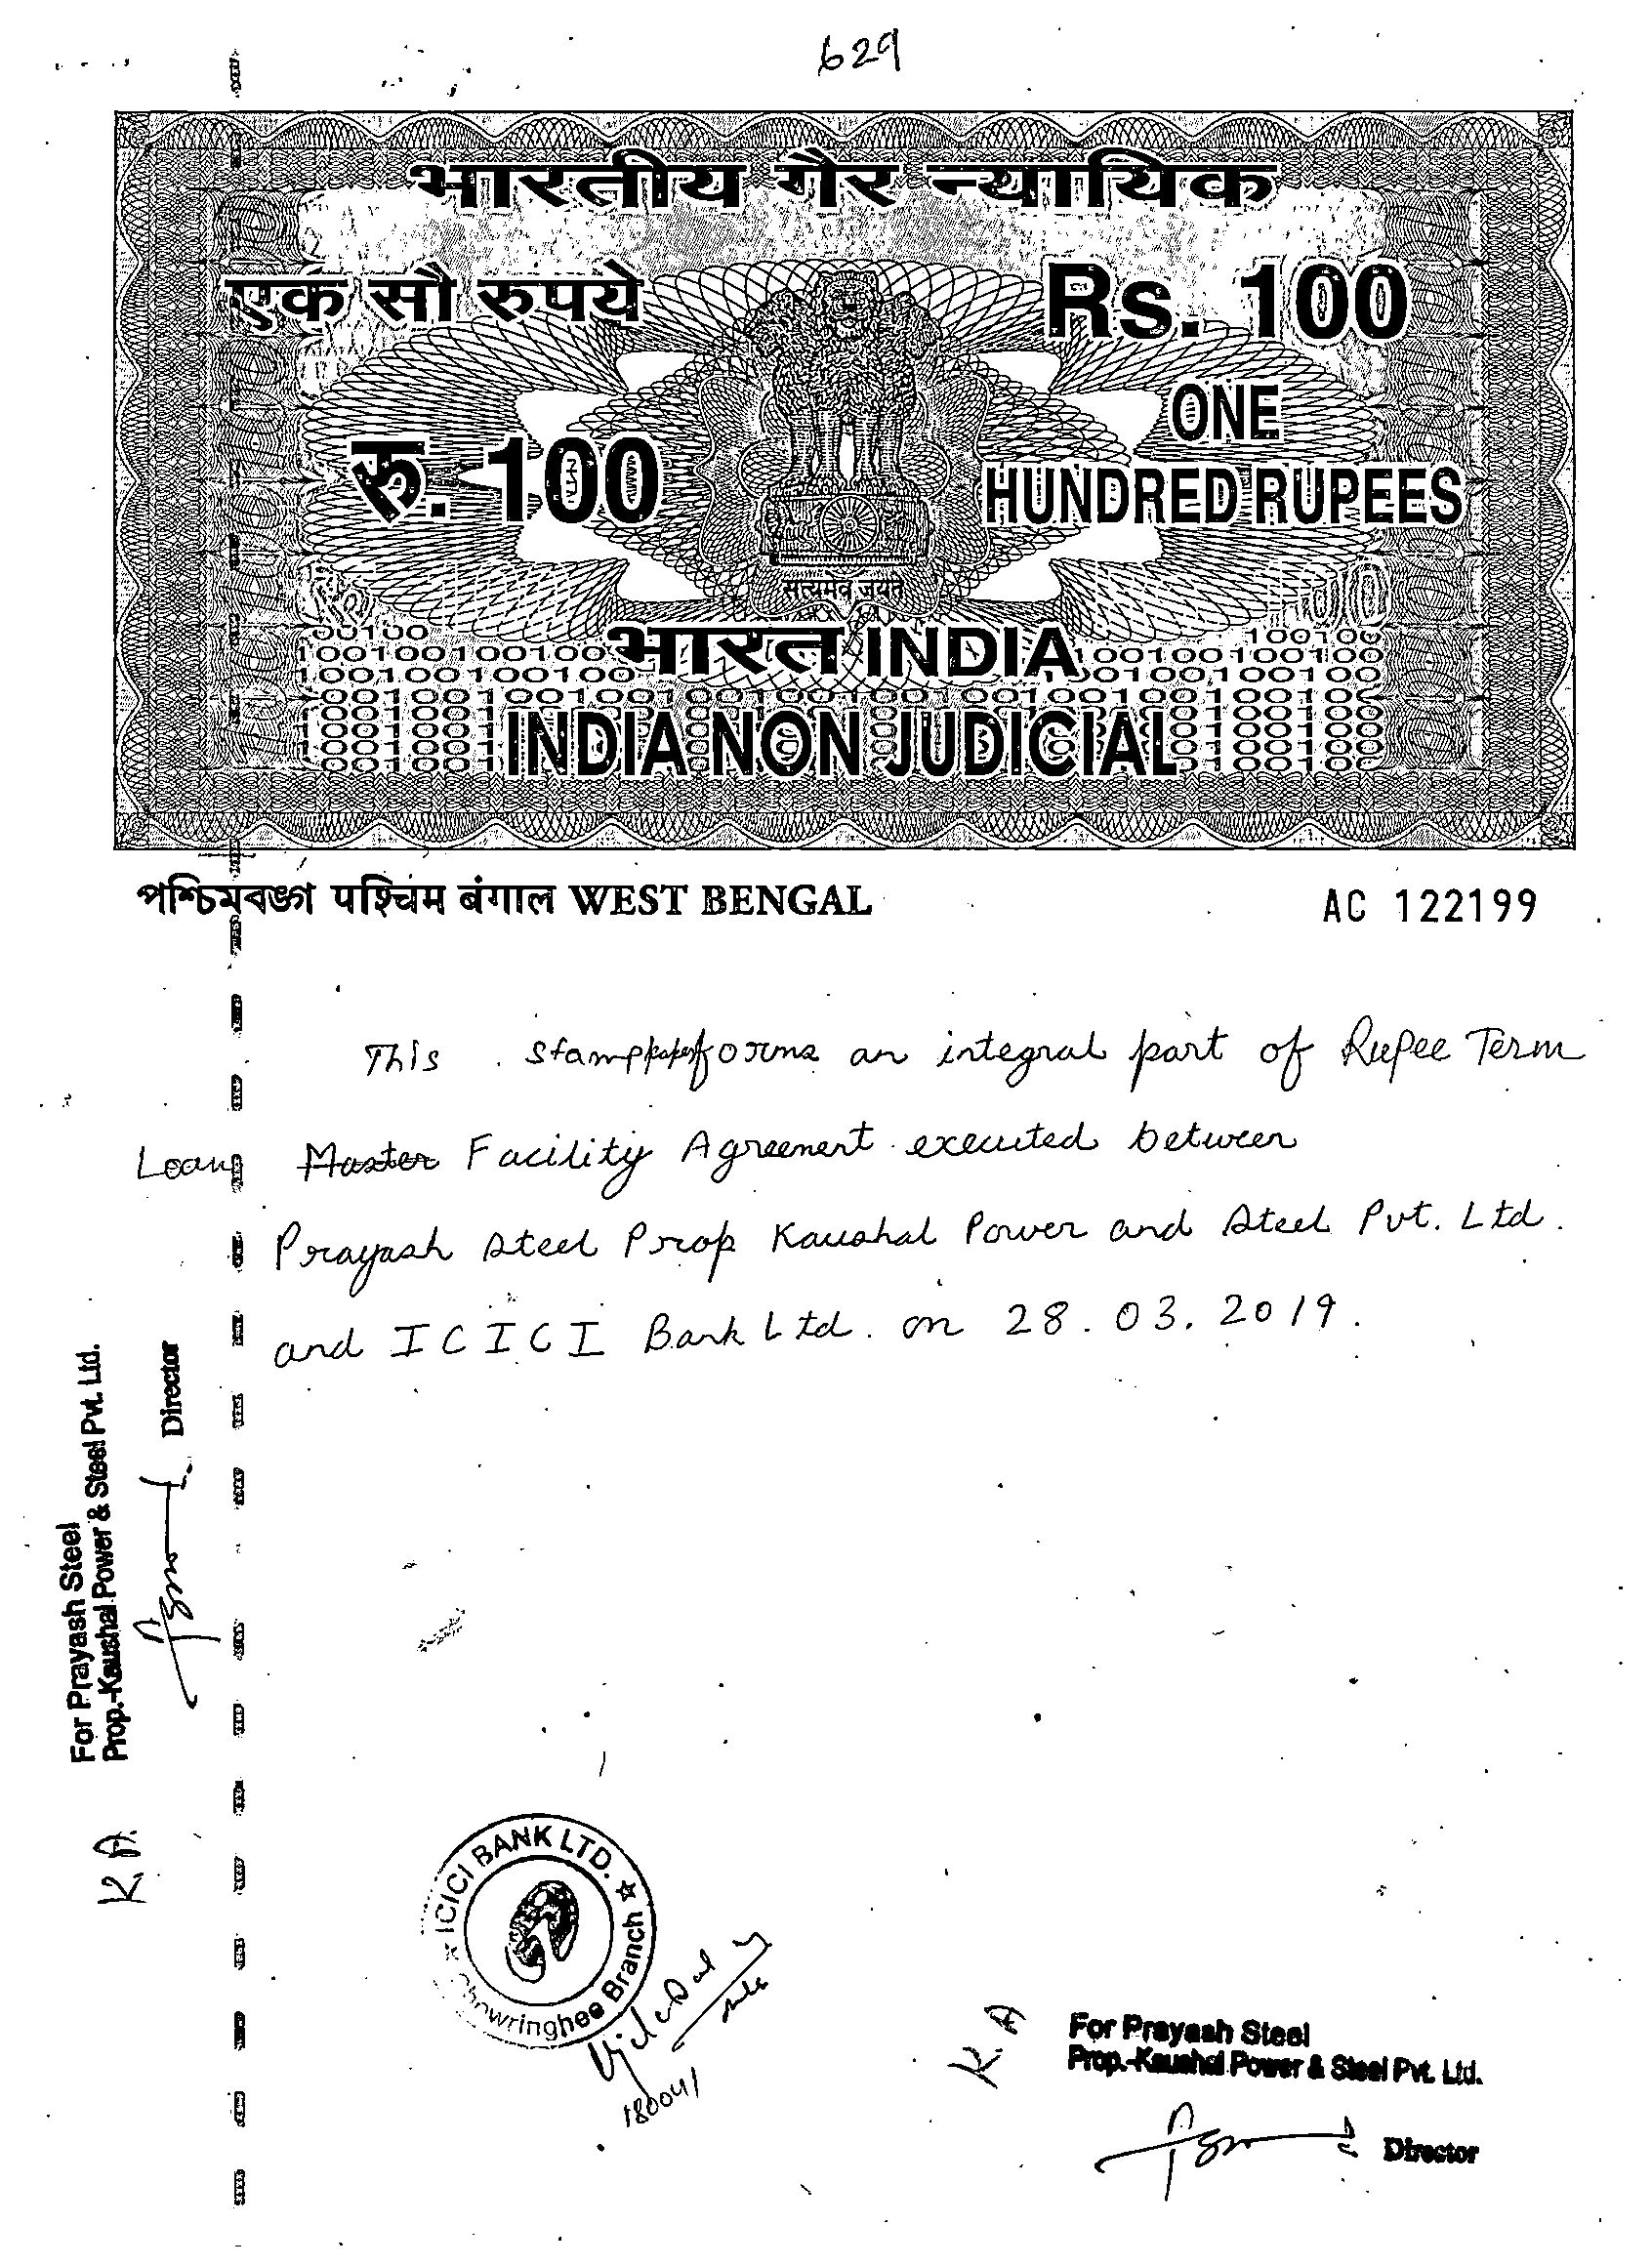 629
भारतीय गैर न्यायिक
एक सौ रुपये
Rs. 100
रु. 100
ONE
HUNDRED RUPEES
सत्यमेव जयते
भारत INDIA
INDIA NON JUDICIAL
পশ্চিমবঙ্গ पश्चिम बंगाल WEST BENGAL
AC 122199
This stamp paper forms an integral part of Rupee Term
Loan Master Facility Agreement executed between
Prayash Steel Prop Kaushal Power and Steel Pvt. Ltd.
and ICICI Bank Ltd. on 28.03.2019.
For Prayash Steel
Prop.-Kaushal Power & Steel Pvt. Ltd.
Director
K.A.
ICICI BANK LTD.
Chowringhee Branch
180041
K.A
For Prayash Steel
Prop.-Kaushal Power & Steel Pvt. Ltd.
Director